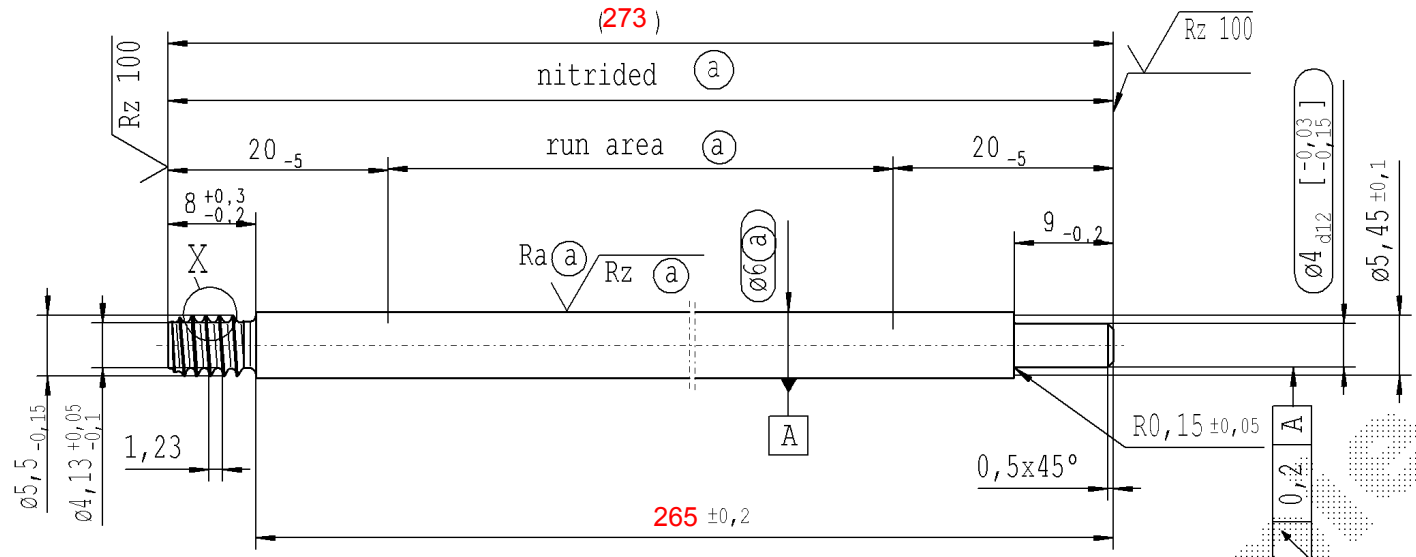 (273 )
Rz 100
Rz 100
nitrided a
20 -5
run area a
20 -5
8 +0,3 -0,2
9 -0,2
ø4 d12 [ -0,03 -0,15 ]
ø5,45 ±0,1
X
Ra a
Rz a
ø6 a
ø5,5 -0,15
ø4,13 +0,05 -0,1
1,23
A
R0,15 ±0,05
0,5x45°
0,2 A
265 ±0,2